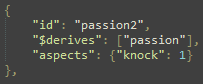 {
"id": "passion2",
"$derives": ["passion"],
"aspects": {"knock": 1}
},